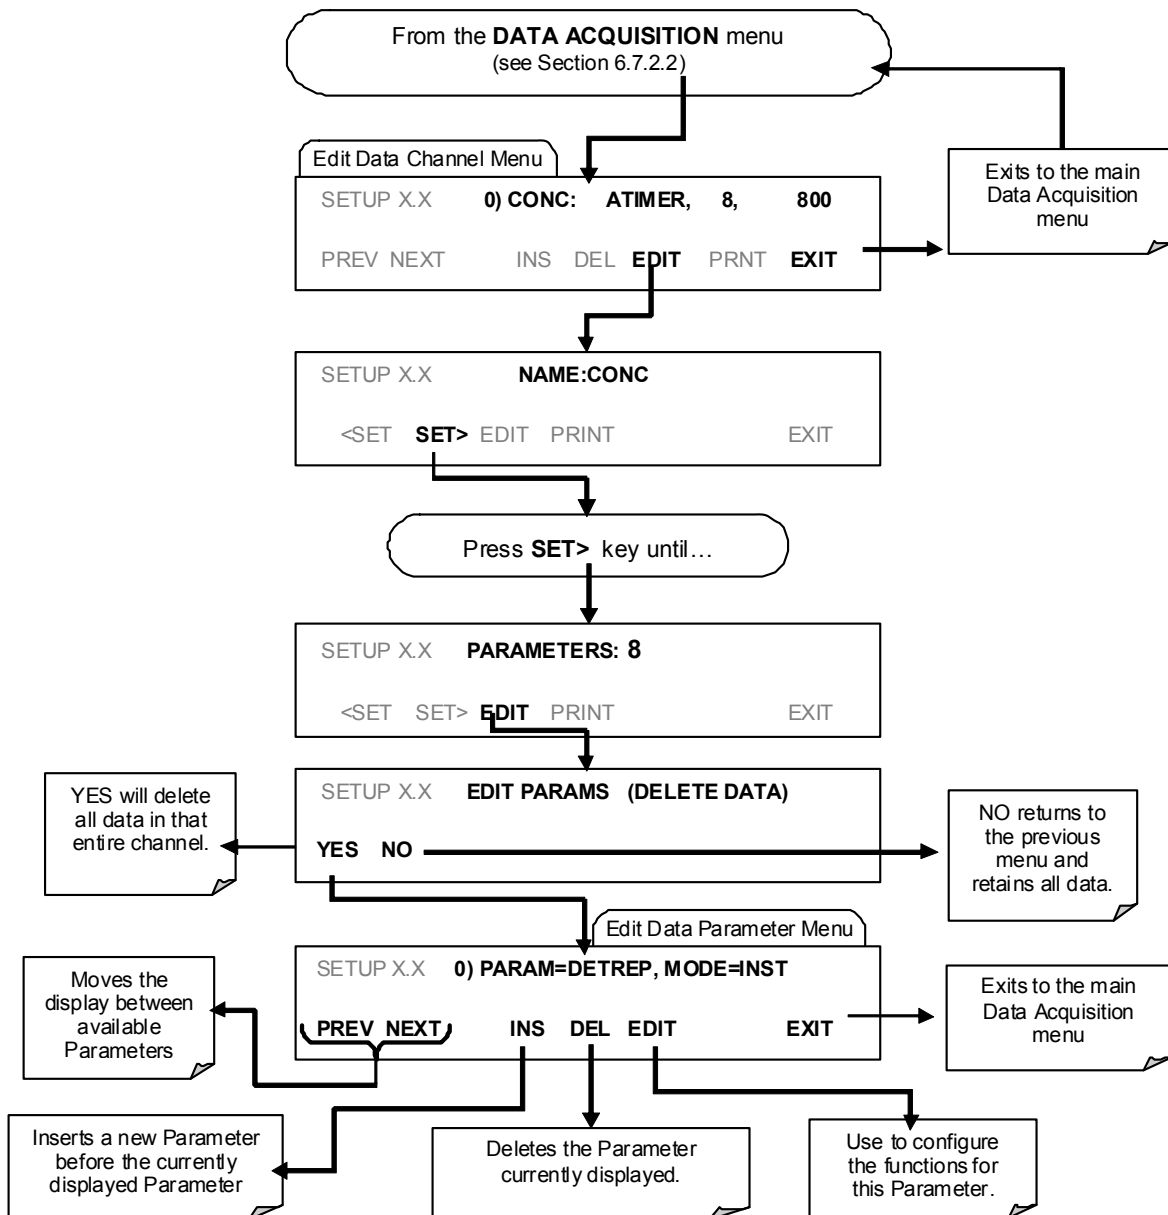 From the DATA ACQUISITION menu
(see Section 6.7.2.2)
Edit Data Channel Menu
SETUP X.X 0) CONC: ATIMER, 8, 800
PREV NEXT INS DEL EDIT PRNT EXIT
Exits to the main
Data Acquisition
menu
SETUP X.X NAME:CONC
<SET SET> EDIT PRINT EXIT
Press SET> key until…
SETUP X.X PARAMETERS: 8
<SET SET> EDIT PRINT EXIT
SETUP X.X EDIT PARAMS (DELETE DATA)
YES NO
YES will delete
all data in that
entire channel.
NO returns to
the previous
menu and
retains all data.
Edit Data Parameter Menu
SETUP X.X 0) PARAM=DETREP, MODE=INST
PREV NEXT INS DEL EDIT EXIT
Moves the
display between
available
Parameters
Exits to the main
Data Acquisition
menu
Inserts a new Parameter
before the currently
displayed Parameter
Deletes the Parameter
currently displayed.
Use to configure
the functions for
this Parameter.